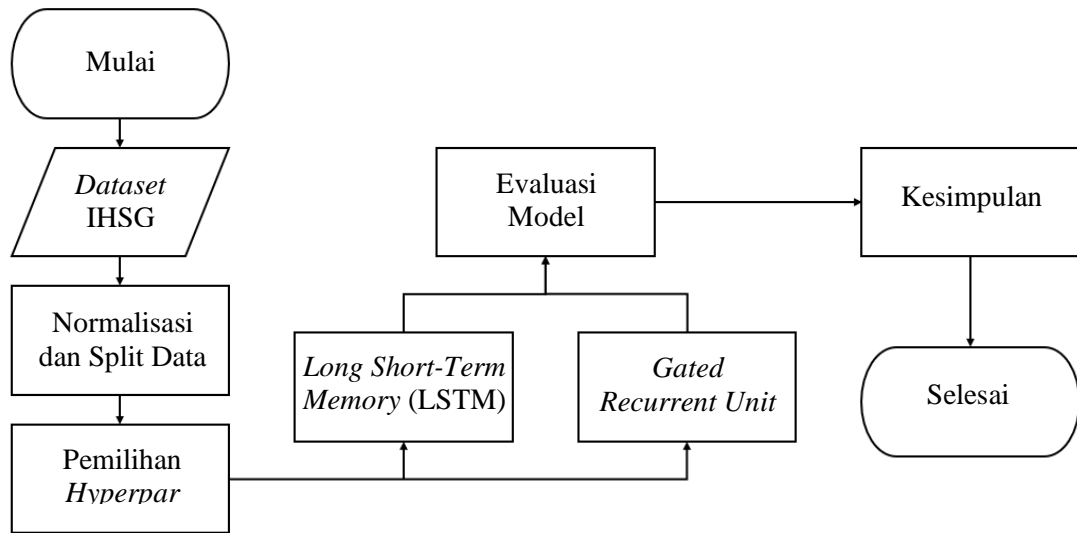 Mulai
Dataset
IHSG
Normalisasi
dan Split Data
Pemilihan
Hyperpar
Long Short-Term
Memory (LSTM)
Gated
Recurrent Unit
Evaluasi
Model
Kesimpulan
Selesai